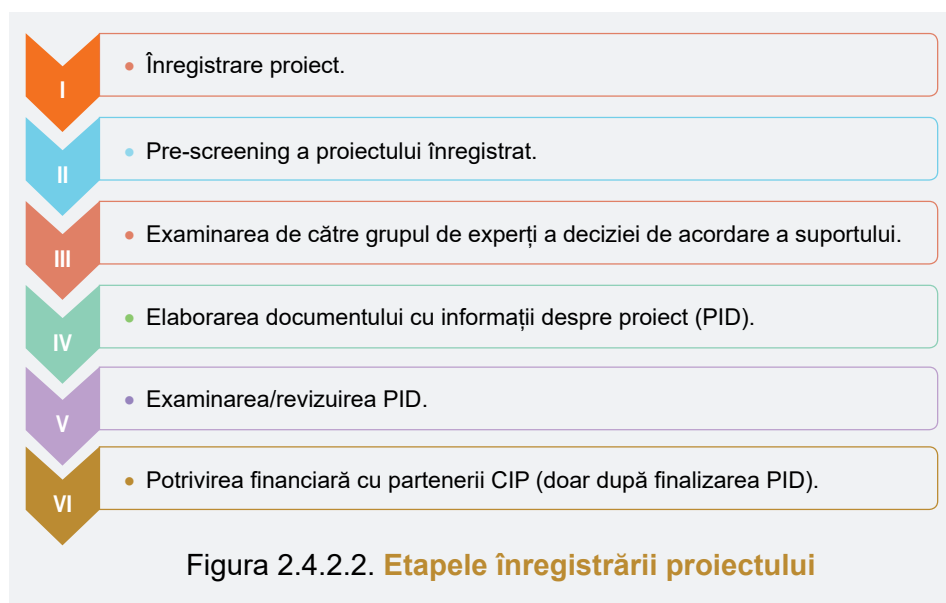 I
• Înregistrare proiect.
II
• Pre-screening a proiectului înregistrat.
III
• Examinarea de către grupul de experți a deciziei de acordare a suportului.
IV
• Elaborarea documentului cu informații despre proiect (PID).
V
• Examinarea/revizuirea PID.
VI
• Potrivirea financiară cu partenerii CIP (doar după finalizarea PID).
Figura 2.4.2.2. Etapele înregistrării proiectului